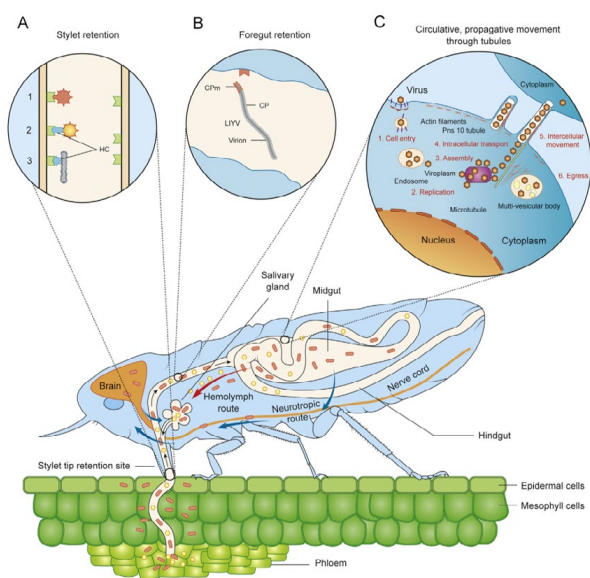 A
Stylet retention
1
2
3
HC
B
Foregut retention
CPm
CP
LIYV
Virion
C
Circulative, propagative movement
through tubules
Virus
Cytoplasm
Actin filaments
Pns 10 tubule
1. Cell entry
4. Intracellular transport
5. Intercellular
movement
3. Assembly
Viroplasm
Endosome
6. Egress
2. Replication
Multi-vesicular body
Microtubule
Nucleus
Cytoplasm
Salivary
gland
Midgut
Brain
Hemolymph
route
Nerve cord
Neurotropic
route
Hindgut
Stylet tip retention site
Epidermal cells
Mesophyll cells
Phloem